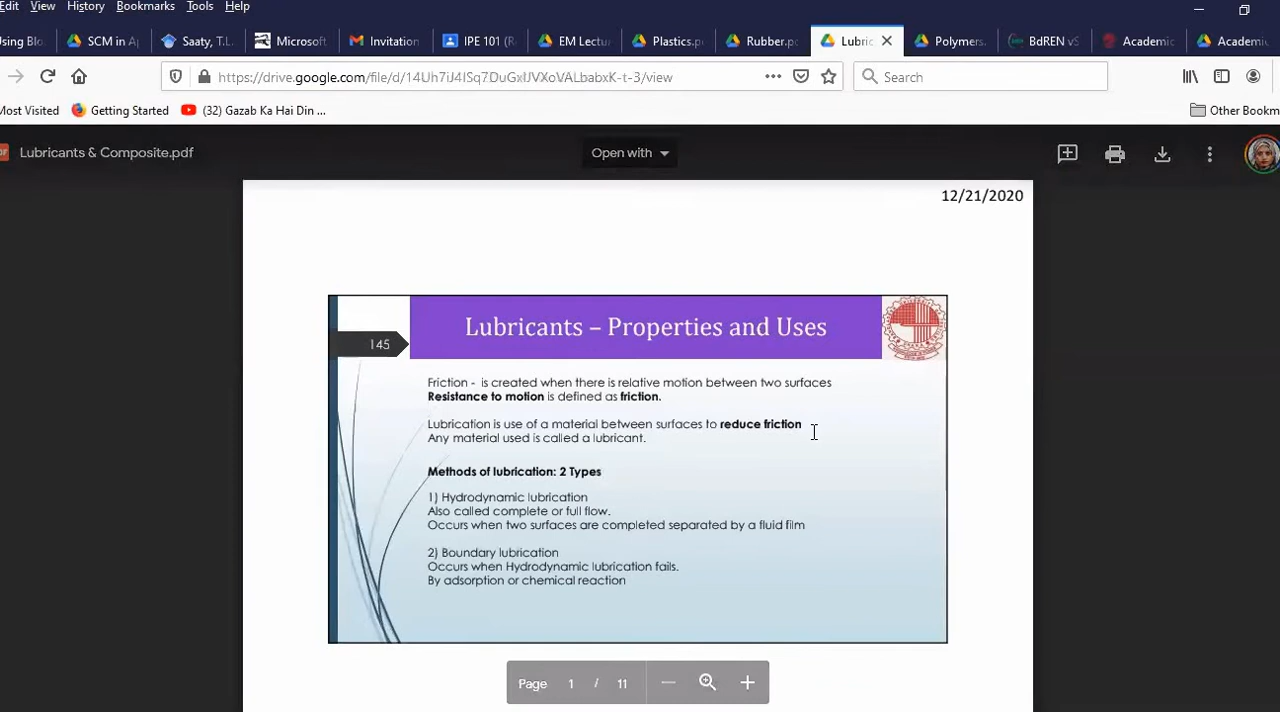 Edit View History Bookmarks Tools Help
sing Blo SCM in A Saaty, T.L. Microsoft Invitation IPE 101 (R EM Lectu Plastics.p Rubber.p Lubric Polymers. BdREN vS Academic Academi
https://drive.google.com/file/d/ /view Search
Most Visited Getting Started (32) Gazab Ka Hai Din ... Other Bookm
Lubricants & Composite.pdf Open with
12/21/2020
Lubricants – Properties and Uses
145
Friction - is created when there is relative motion between two surfaces
Resistance to motion is defined as friction.
Lubrication is use of a material between surfaces to reduce friction
Any material used is called a lubricant.
Methods of lubrication: 2 Types
1) Hydrodynamic lubrication
Also called complete or full flow.
Occurs when two surfaces are completed separated by a fluid film
2) Boundary lubrication
Occurs when Hydrodynamic lubrication fails.
By adsorption or chemical reaction
Page 1 / 11